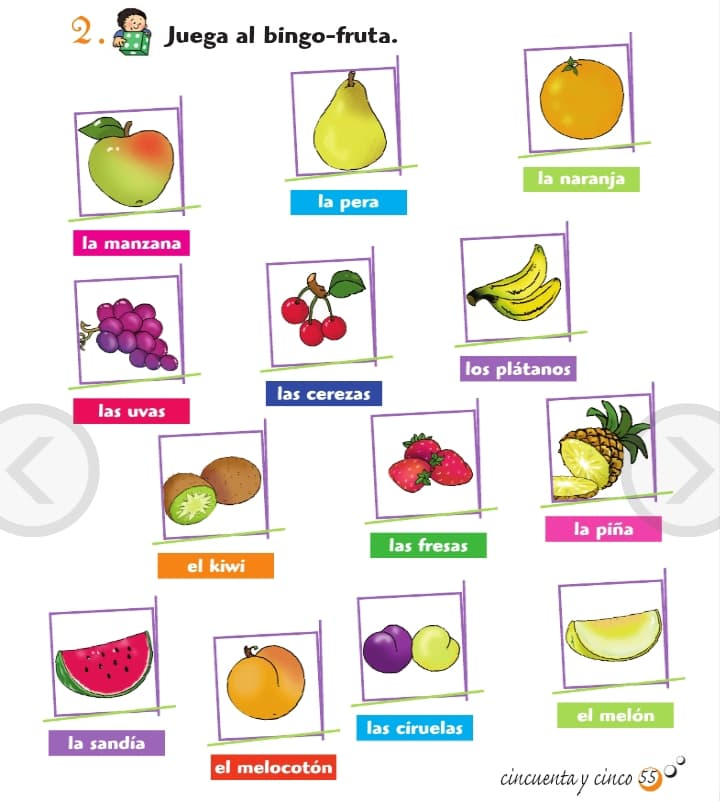 2. Juega al bingo-fruta.
la manzana
la pera
la naranja
las uvas
las cerezas
los plátanos
el kiwi
las fresas
la piña
la sandía
el melocotón
las ciruelas
el melón
cincuenta y cinco 55